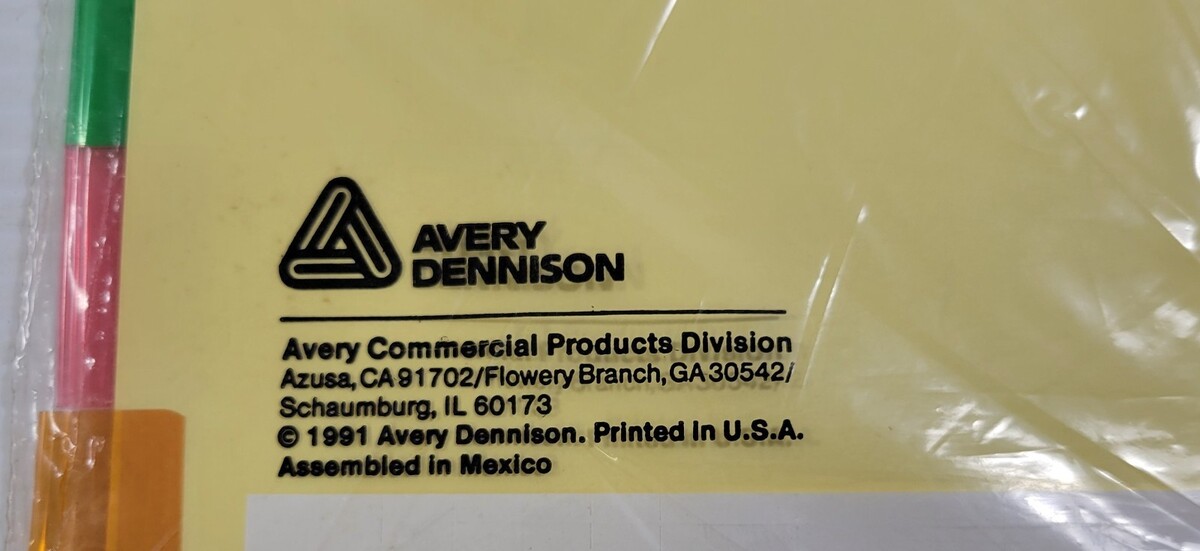 AVERY
DENNISON
Avery Commercial Products Division
Azusa, CA 91702/Flowery Branch, GA 30542/
Schaumburg, IL 60173
© 1991 Avery Dennison. Printed in U.S.A.
Assembled in Mexico